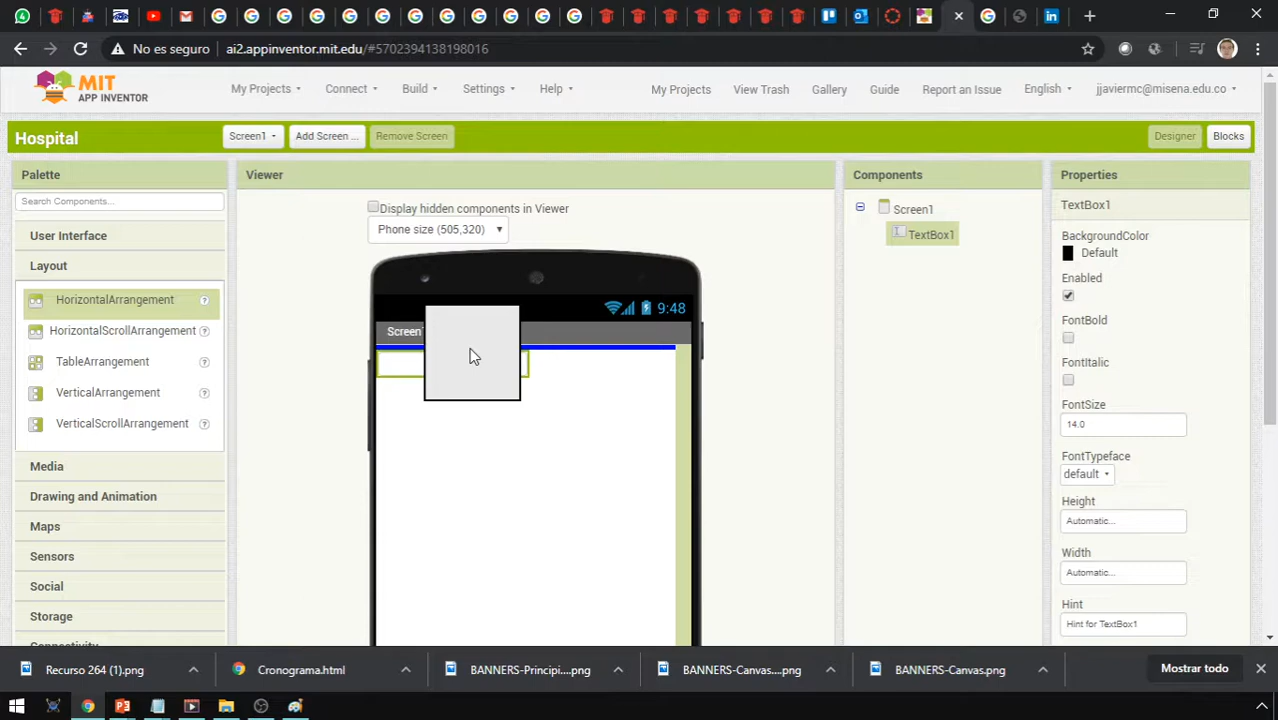 No es seguro
ai2.appinventor.mit.edu/#5702394138198016
MIT
APP INVENTOR
My Projects
Connect
Build
Settings
Help
My Projects
View Trash
Gallery
Guide
Report an Issue
English
jjaviermc@misena.edu.co
Hospital
Screen1
Add Screen ...
Remove Screen
Designer
Blocks
Palette
Search Components...
User Interface
Layout
HorizontalArrangement
HorizontalScrollArrangement
TableArrangement
VerticalArrangement
VerticalScrollArrangement
Media
Drawing and Animation
Maps
Sensors
Social
Storage
Viewer
Display hidden components in Viewer
Phone size (505,320)
9:48
Screen
Components
Screen1
TextBox1
Properties
TextBox1
BackgroundColor
Default
Enabled
FontBold
FontItalic
FontSize
14.0
FontTypeface
default
Height
Automatic...
Width
Automatic...
Hint
Hint for TextBox1
Recurso 264 (1).png
Cronograma.html
BANNERS-Principi....png
BANNERS-Canvas....png
BANNERS-Canvas.png
Mostrar todo